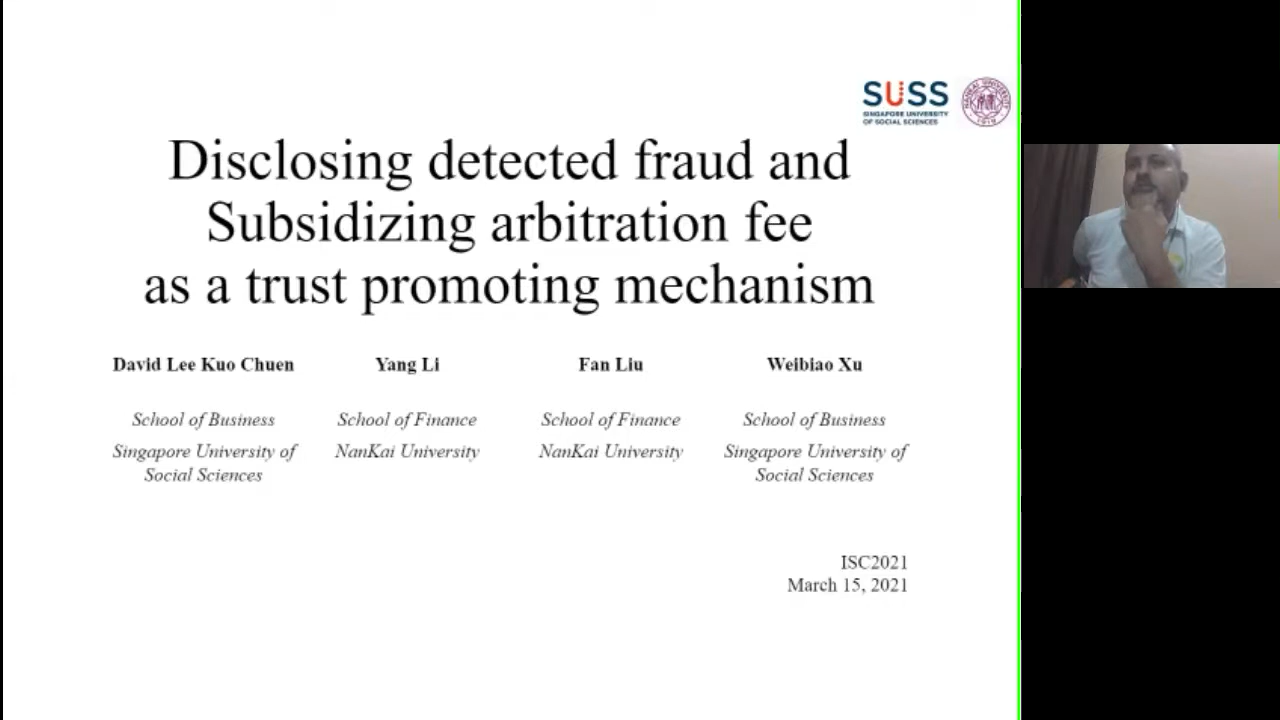 SUSS
SINGAPORE UNIVERSITY
OF SOCIAL SCIENCES
NANKAI UNIVERSITY
1919
Disclosing detected fraud and
Subsidizing arbitration fee
as a trust promoting mechanism
David Lee Kuo Chuen
Yang Li
Fan Liu
Weibiao Xu
School of Business
School of Finance
School of Finance
School of Business
Singapore University of
Social Sciences
NanKai University
NanKai University
Singapore University of
Social Sciences
ISC2021
March 15, 2021